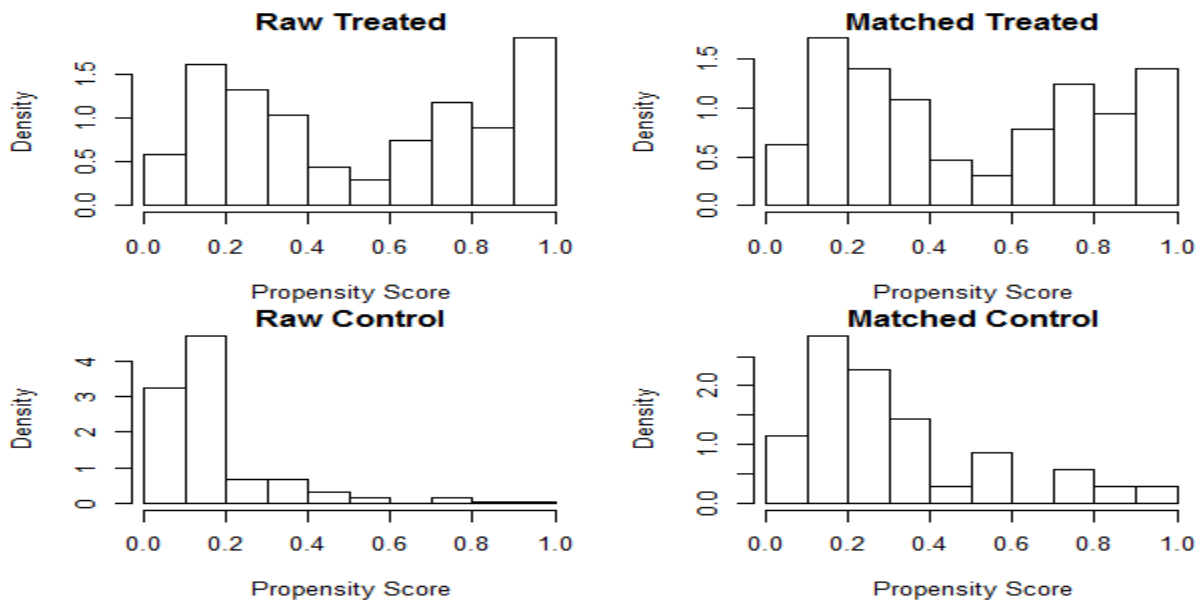 Raw Treated
Density
0.0 0.5 1.0 1.5
0.0 0.2 0.4 0.6 0.8 1.0
Propensity Score
Matched Treated
Density
0.0 0.5 1.0 1.5
0.0 0.2 0.4 0.6 0.8 1.0
Propensity Score
Raw Control
Density
0 1 2 3 4
0.0 0.2 0.4 0.6 0.8 1.0
Propensity Score
Matched Control
Density
0.0 1.0 2.0
0.0 0.2 0.4 0.6 0.8 1.0
Propensity Score